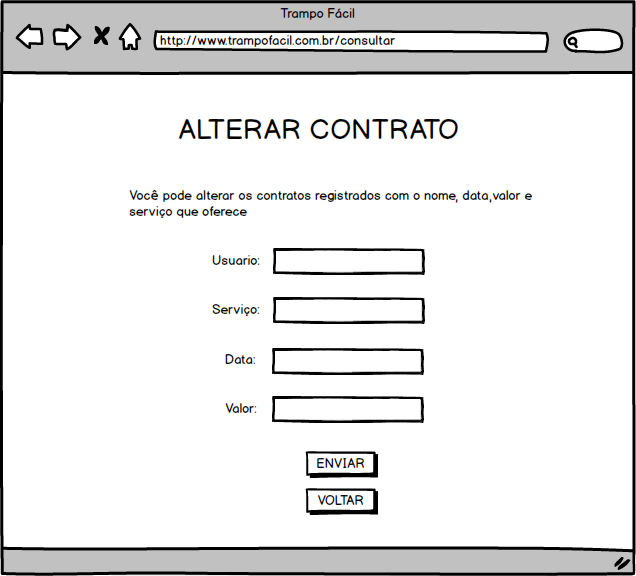 Trampo Fácil
http://www.trampofacil.com.br/consultar
ALTERAR CONTRATO
Você pode alterar os contratos registrados com o nome, data,valor e
serviço que oferece
Usuario:
Serviço:
Data:
Valor:
ENVIAR
VOLTAR